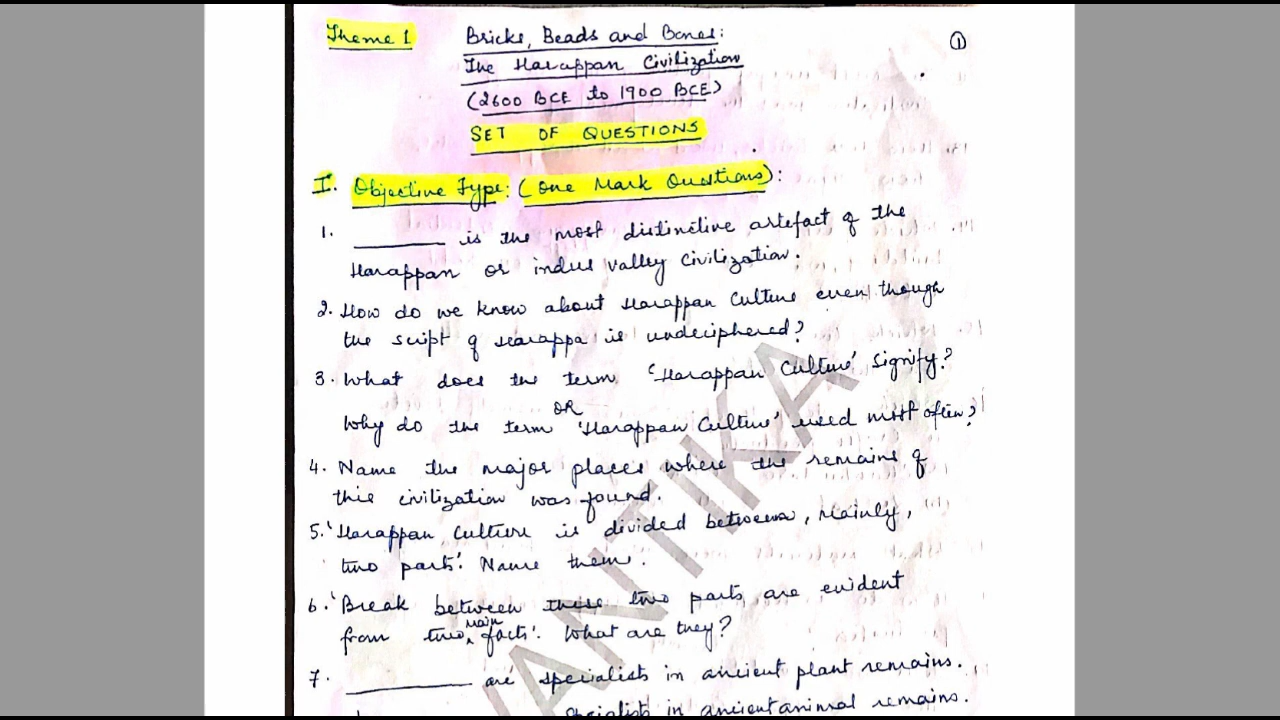 Theme 1
Bricks, Beads and Bones:
①
The Harappan Civilization
(2600 BCE to 1900 BCE)
SET OF QUESTIONS
I. Objective Type: (One Mark Questions):
1. ________ is the most distinctive artefact of the
Harappan or indus valley civilization.
2. How do we know about Harappan Culture even though
the script of Harappa is undeciphered?
3. What does the term 'Harappan Culture' signify?
OR
Why do the term 'Harappan Culture' used most often?
4. Name the major places where the remains of
this civilization was found.
5. 'Harappan Culture is divided between, mainly,
two parts'. Name them.
6. 'Break between these two parts are evident
from two main facts'. What are they?
7. ________ are specialists in ancient plant remains.
specialists in ancient animal remains.
ANTIKA